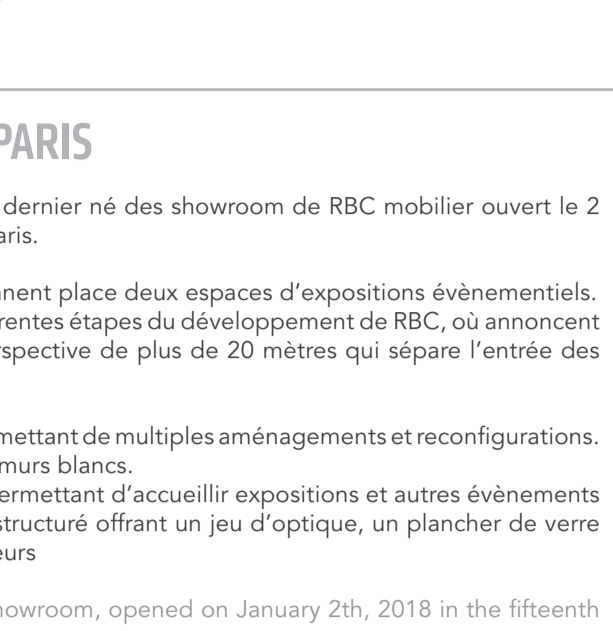 PARIS
dernier né des showroom de RBC mobilier ouvert le 2
aris.
nnent place deux espaces d'expositions évènementiels.
rentes étapes du développement de RBC, où annoncent
rspective de plus de 20 mètres qui sépare l'entrée des
mettant de multiples aménagements et reconfigurations.
murs blancs.
ermettant d'accueillir expositions et autres évènements
structuré offrant un jeu d'optique, un plancher de verre
eurs
howroom, opened on January 2th, 2018 in the fifteenth